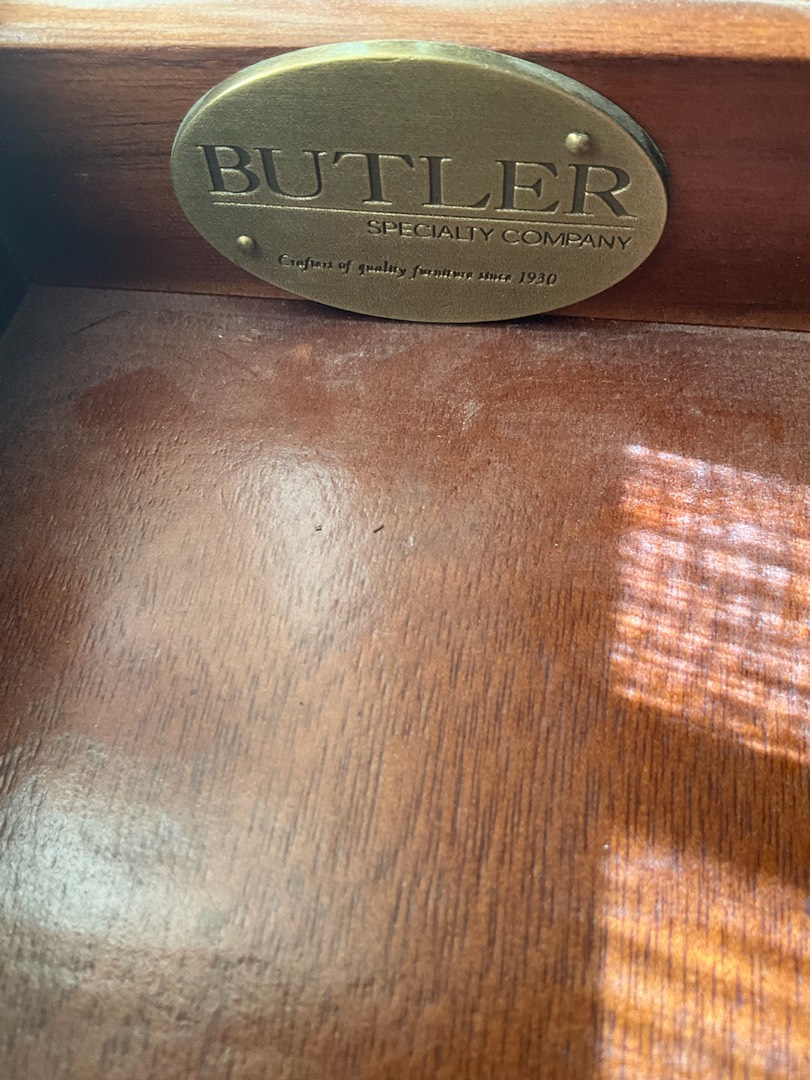 BUTLER
SPECIALTY COMPANY
Crafters of quality furniture since 1930